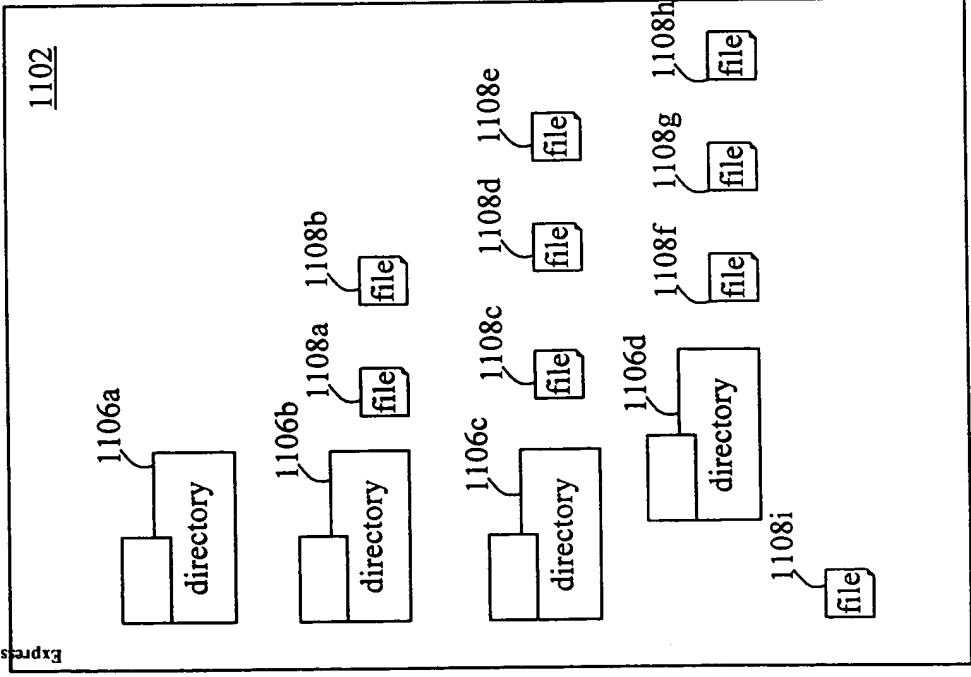 Express
1102
1106a
directory
1106b
directory
1108a
file
1108b
file
1106c
directory
1108c
file
1108d
file
1108e
file
1106d
directory
1108f
file
1108g
file
1108h
file
1108i
file